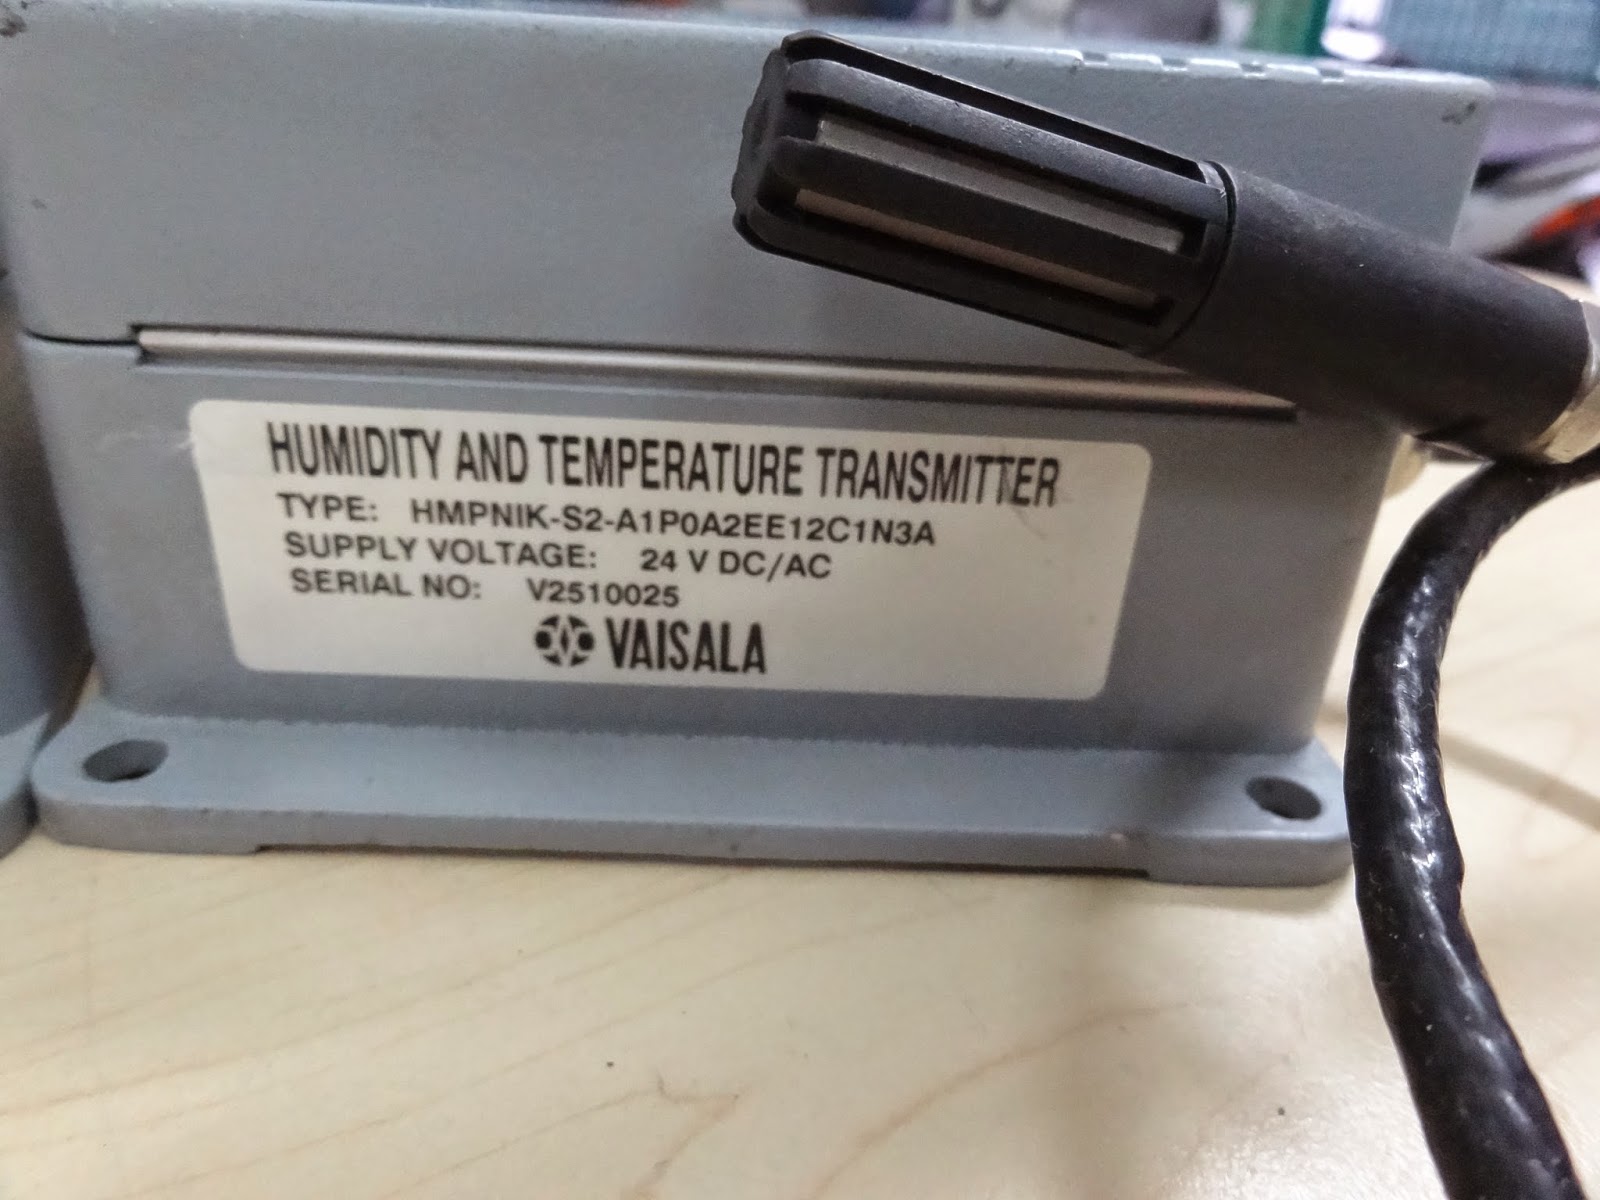 HUMIDITY AND TEMPERATURE TRANSMITTER
TYPE: HMPNIK-S2-A1P0A2EE12C1N3A
SUPPLY VOLTAGE: 24 V DC/AC
SERIAL NO: V2510025
VAISALA